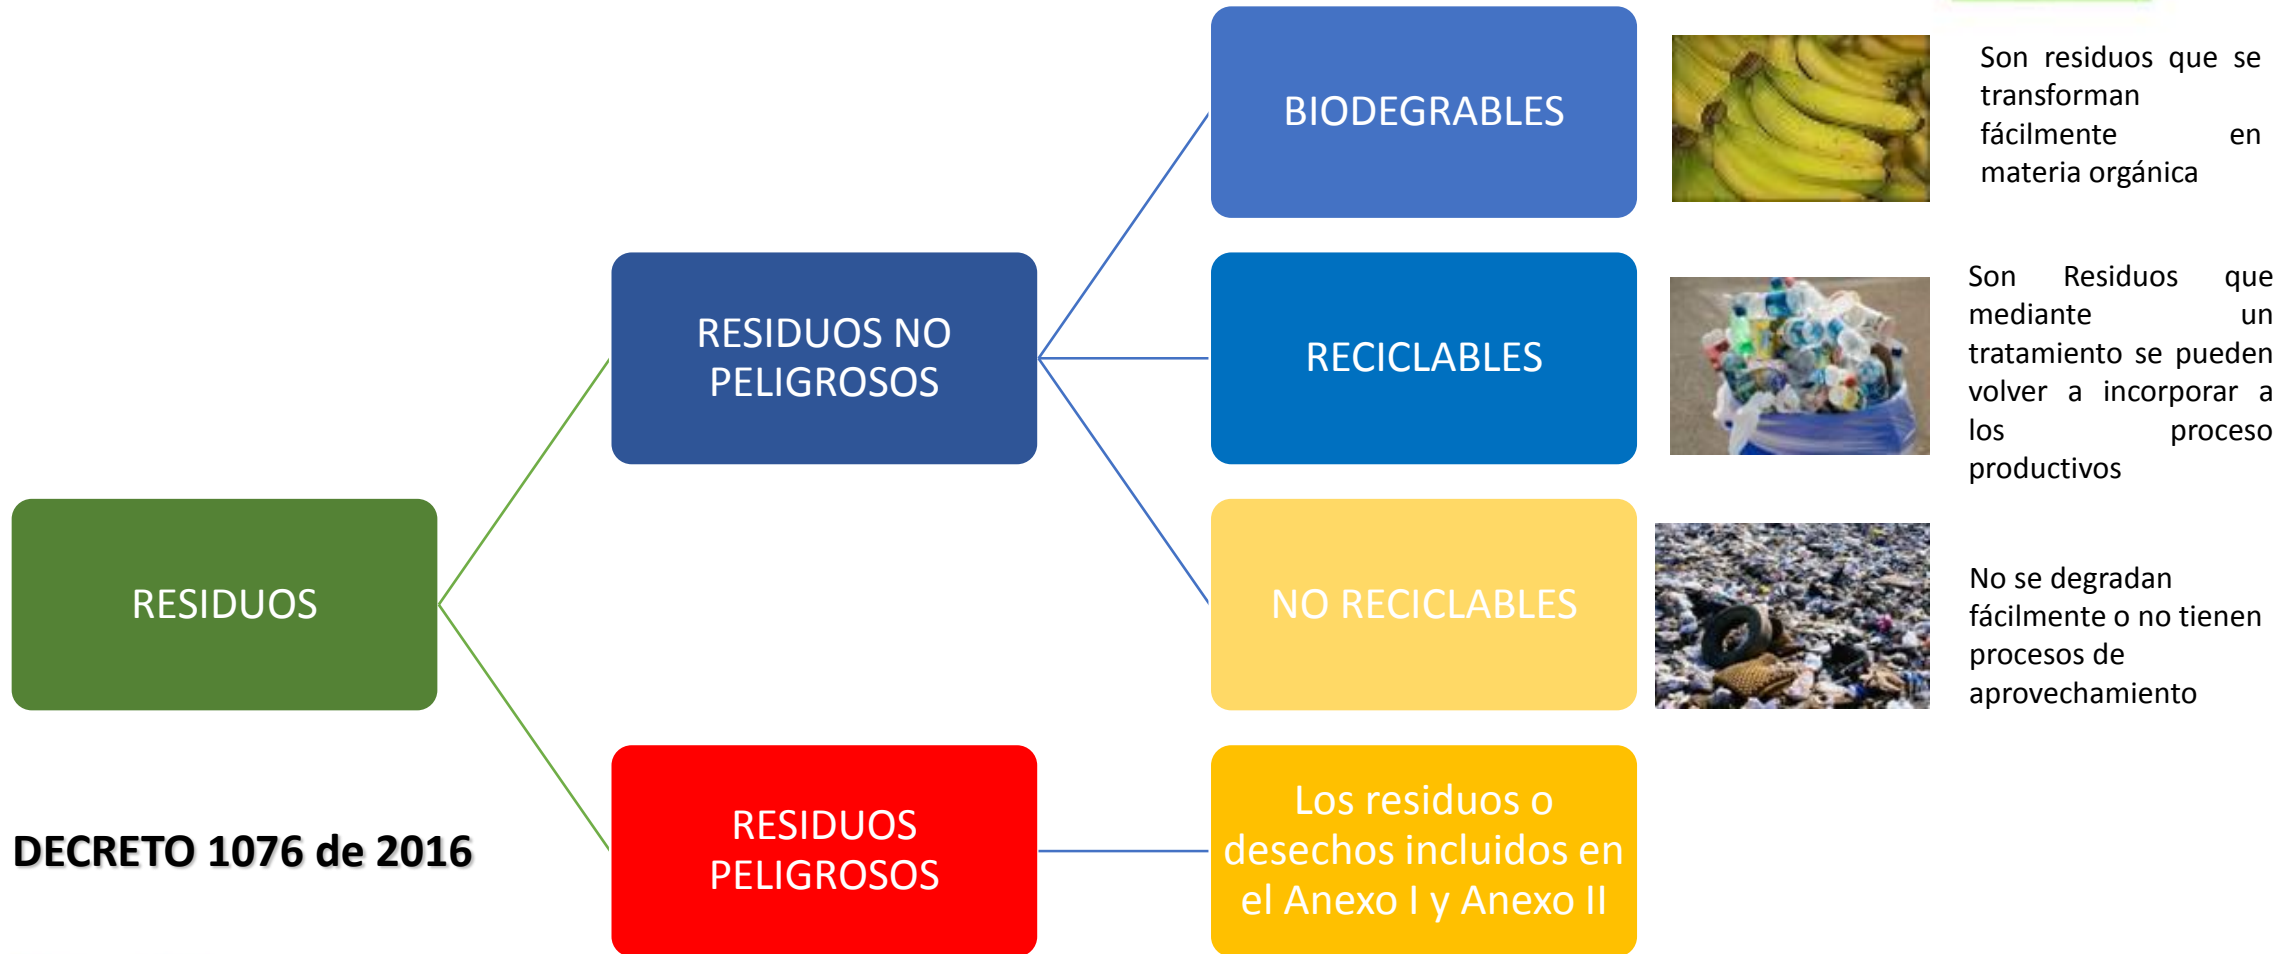 BIODEGRABLES
Son residuos que se
transforman
fácilmente en
materia orgánica
RESIDUOS NO
PELIGROSOS
RECICLABLES
Son Residuos que
mediante un
tratamiento se pueden
volver a incorporar a
los proceso
productivos
RESIDUOS
NO RECICLABLES
No se degradan
fácilmente o no tienen
procesos de
aprovechamiento
DECRETO 1076 de 2016
RESIDUOS
PELIGROSOS
Los residuos o
desechos incluidos en
el Anexo I y Anexo II